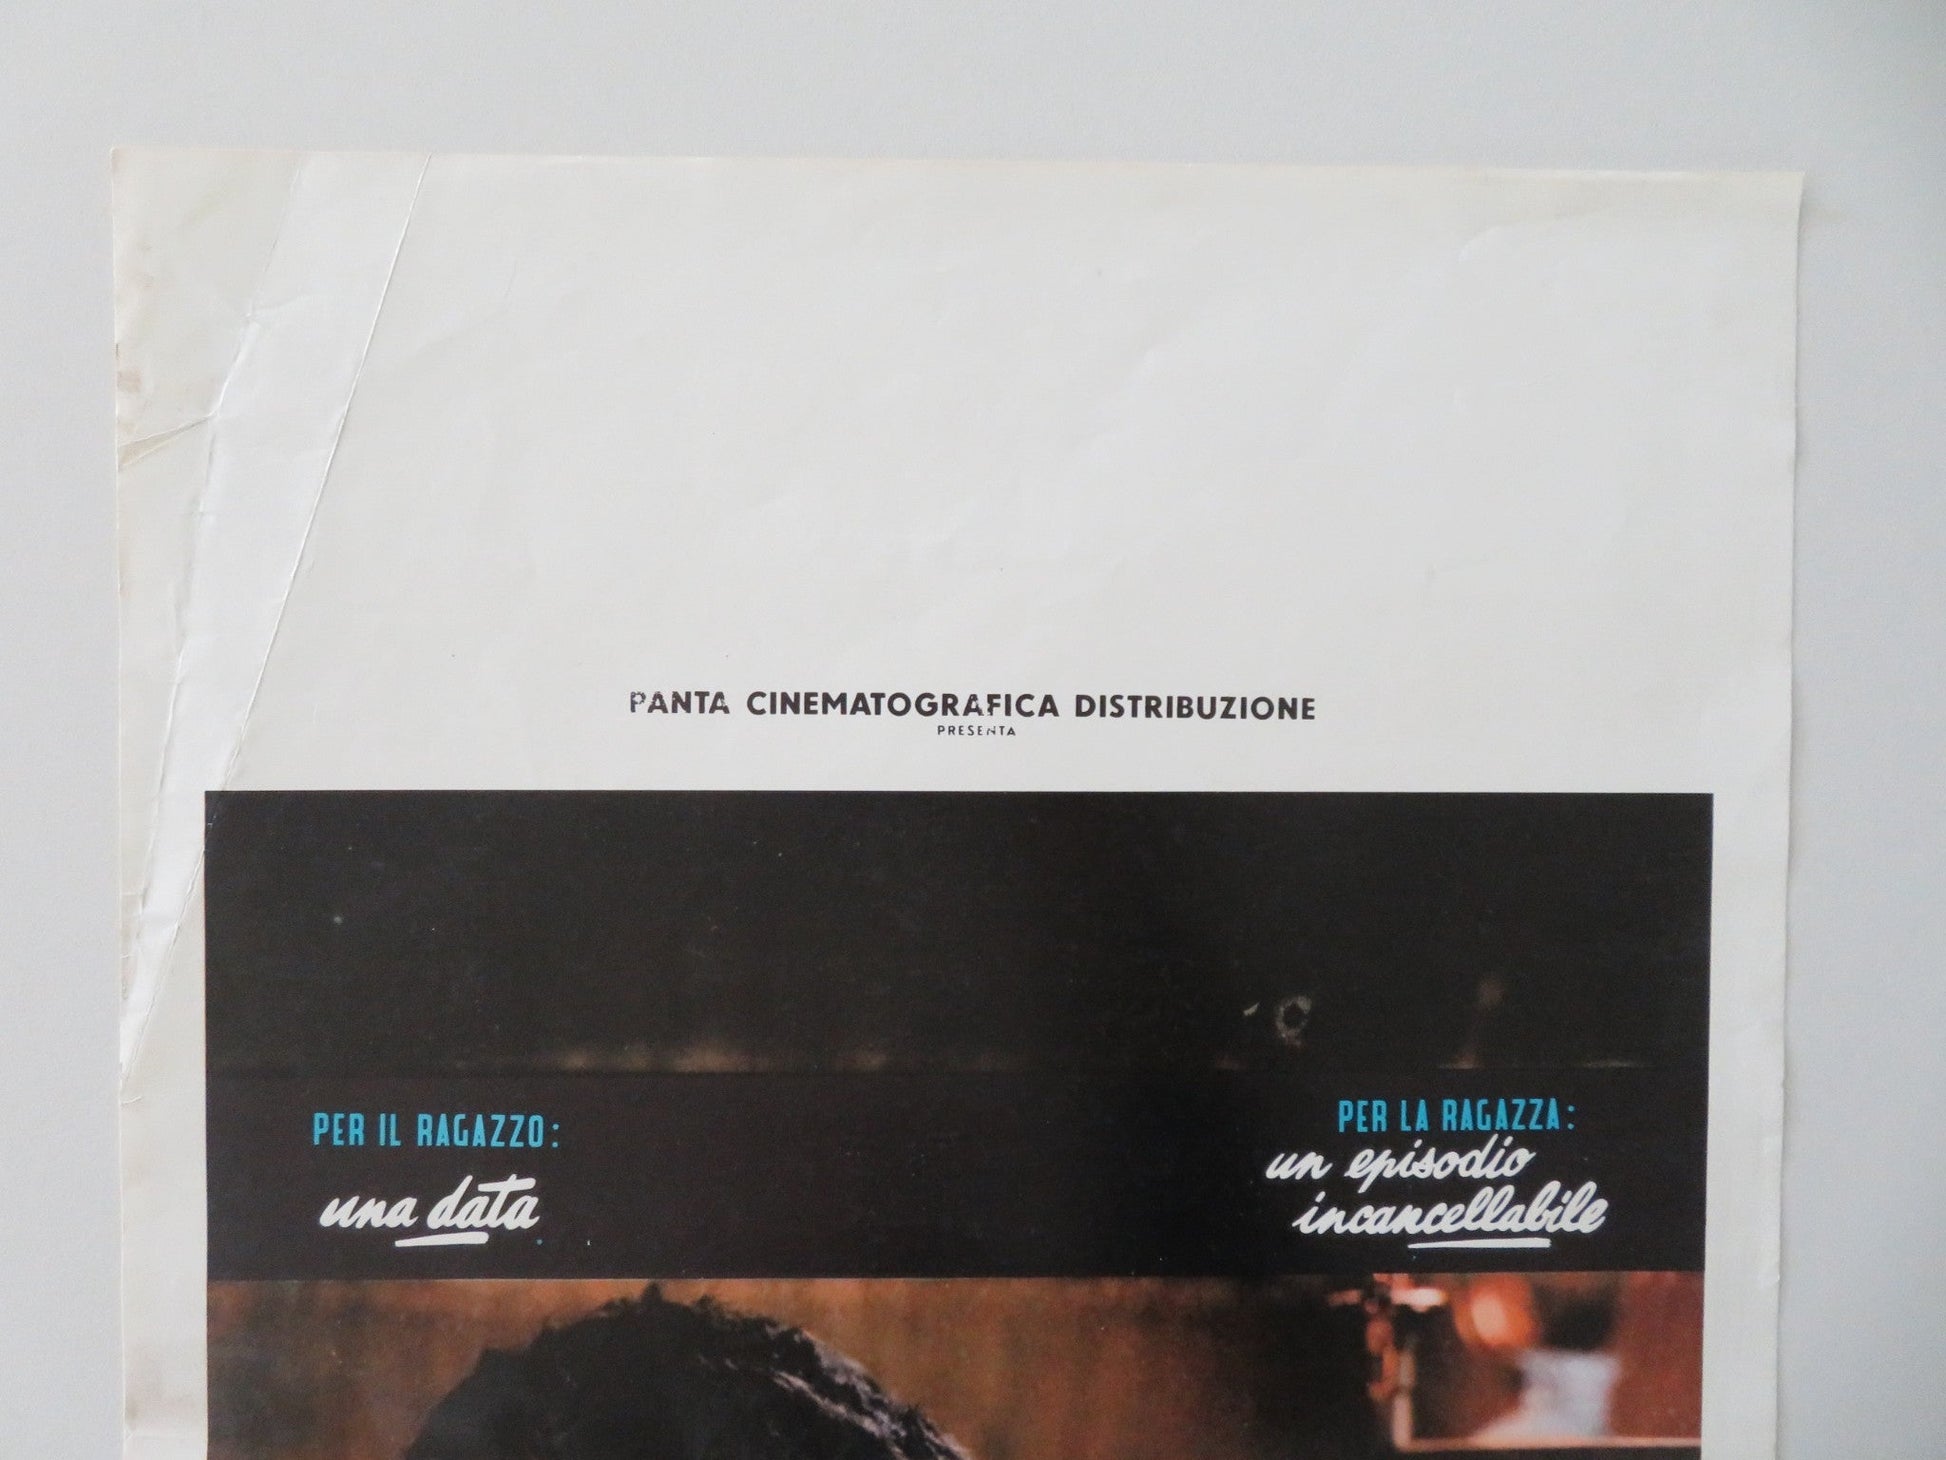 PANTA CINEMATOGRAFICA DISTRIBUZIONE
PRESENTA
PER IL RAGAZZO:
una data
PER LA RAGAZZA:
un episodio
incancellabile